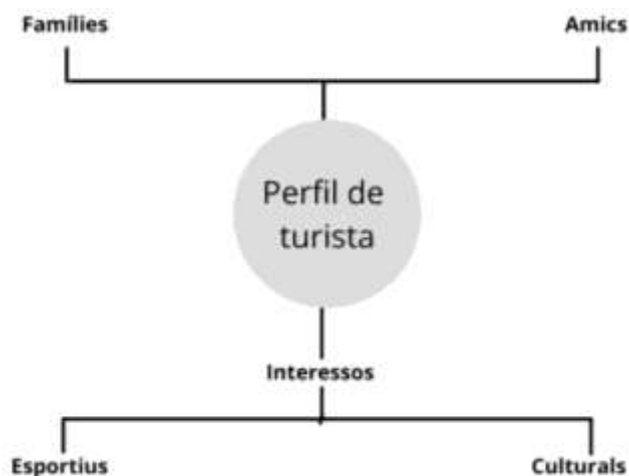 Famílies
Amics
Perfil de
turista
Interessos
Esportius
Culturals